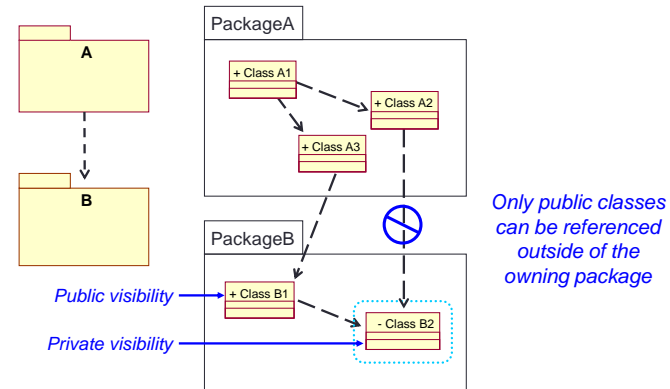 PackageA
A
+ Class A1
+ Class A2
+ Class A3
B
Only public classes
can be referenced
outside of the
owning package
PackageB
Public visibility
+ Class B1
- Class B2
Private visibility